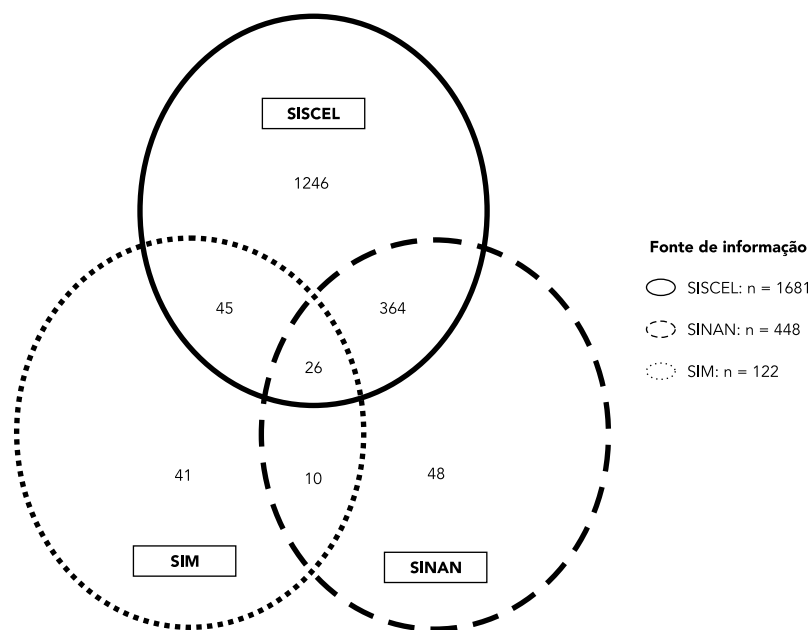 SISCEL
1246
45
364
26
41
10
48
SIM
SINAN
Fonte de informação
SISCEL: n = 1681
SINAN: n = 448
SIM: n = 122